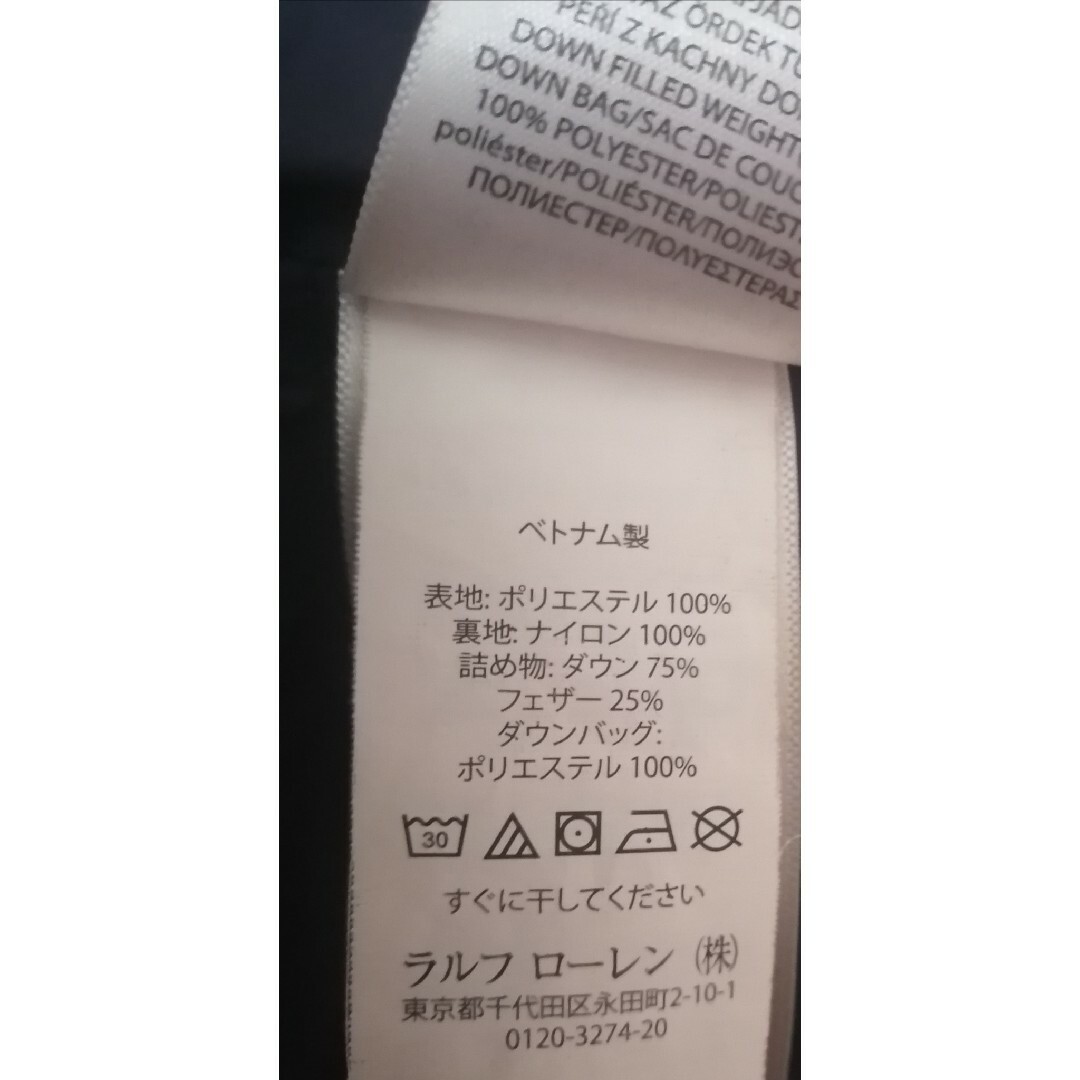 ÖRDEK
PEŘÍ Z KACHNY
DOWN FILLED WEIGHT
DOWN BAG/SAC DE
100% POLYESTER/
poliéster/POLIÉSTER/
ПОЛИЕСТЕР/ΠΟΛΥΕΣΤΕΡΑΣ
ベトナム製
表地: ポリエステル 100%
裏地: ナイロン 100%
詰め物: ダウン 75%
フェザー 25%
ダウンバッグ:
ポリエステル 100%
30
すぐに干してください
ラルフ ローレン ㈱
東京都千代田区永田町2-10-1
0120-3274-20